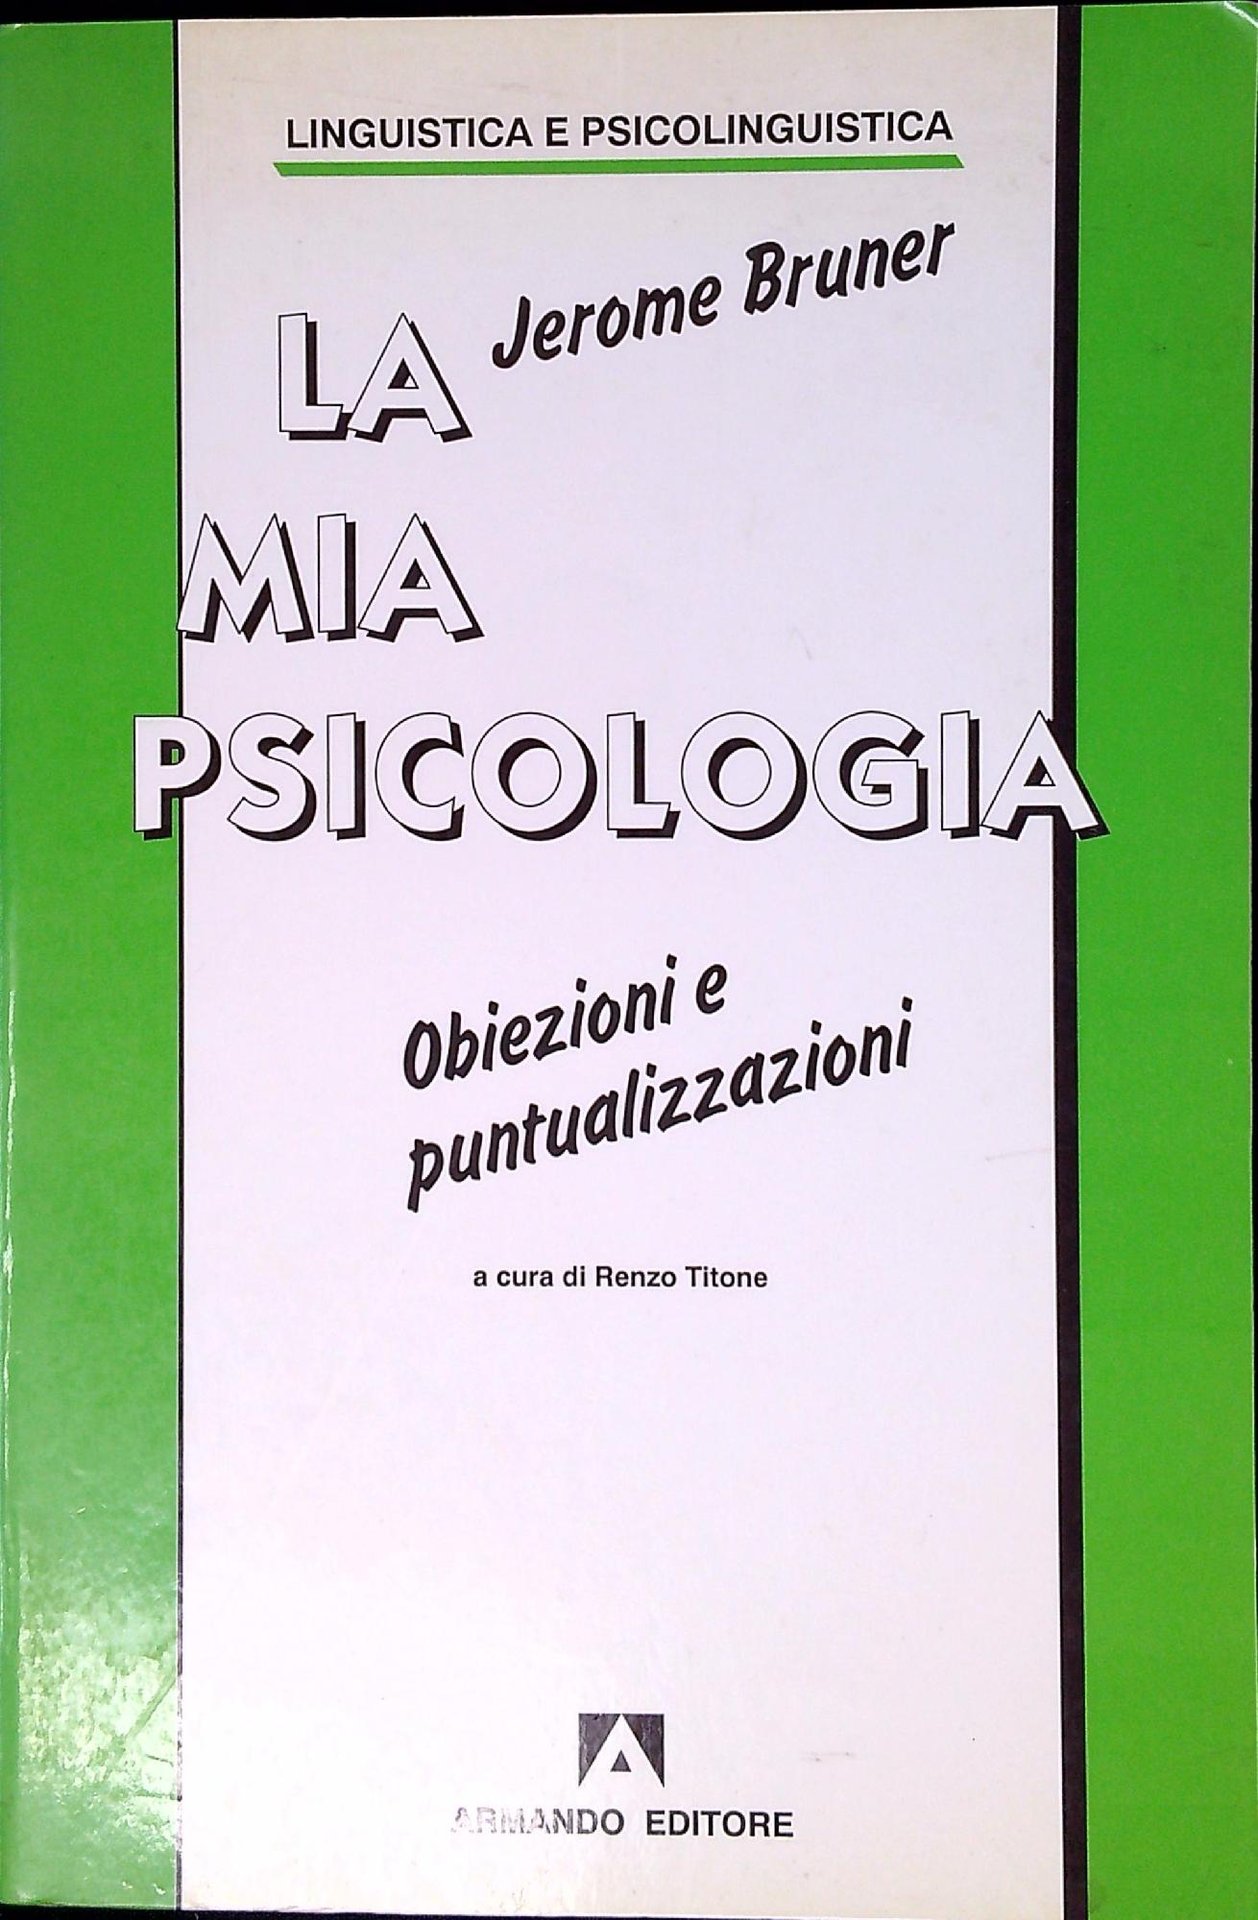 LINGUISTICA E PSICOLINGUISTICA
Jerome Bruner
LA
MIA
PSICOLOGIA
Obiezioni e
puntualizzazioni
a cura di Renzo Titone
ARMANDO EDITORE